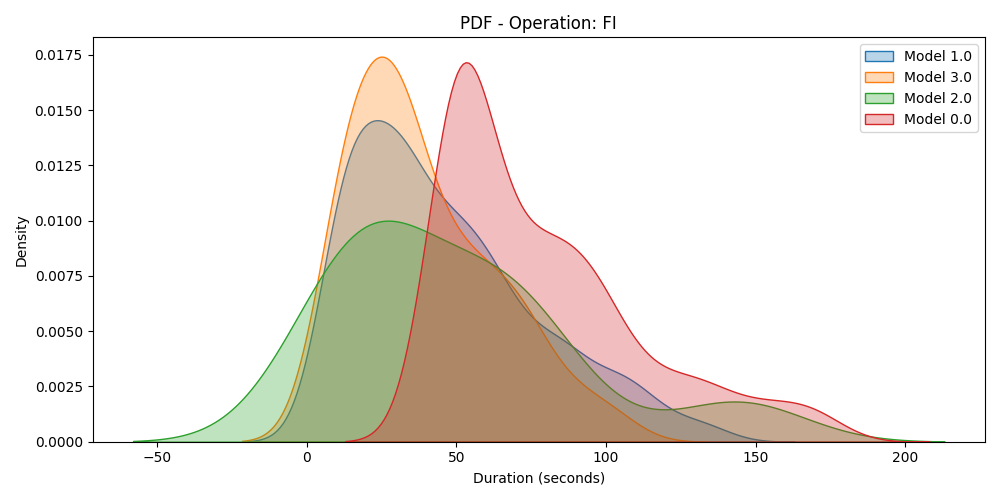 PDF - Operation: FI
Model 1.0
Model 3.0
Model 2.0
Model 0.0
Density
0.0175
0.0150
0.0125
0.0100
0.0075
0.0050
0.0025
0.0000
−50 0 50 100 150 200
Duration (seconds)